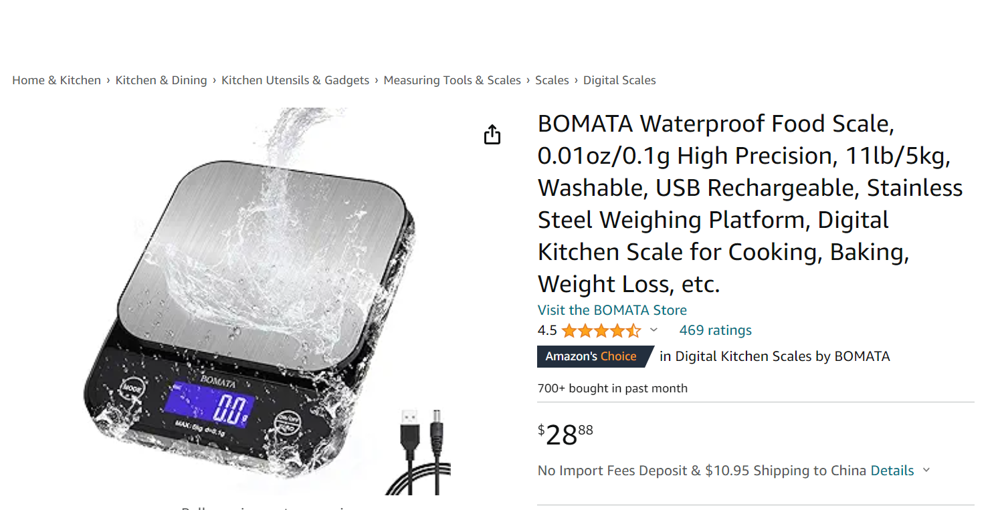 Home & Kitchen › Kitchen & Dining › Kitchen Utensils & Gadgets › Measuring Tools & Scales › Scales › Digital Scales
BOMATA Waterproof Food Scale,
0.01oz/0.1g High Precision, 11lb/5kg,
Washable, USB Rechargeable, Stainless
Steel Weighing Platform, Digital
Kitchen Scale for Cooking, Baking,
Weight Loss, etc.
Visit the BOMATA Store
4.5
469 ratings
Amazon's Choice in Digital Kitchen Scales by BOMATA
700+ bought in past month
$28 88
No Import Fees Deposit & $10.95 Shipping to China Details
BOMATA
MODE
0.0 g
MAX: 5kg d=0.1g
ON/OFF
ZERO